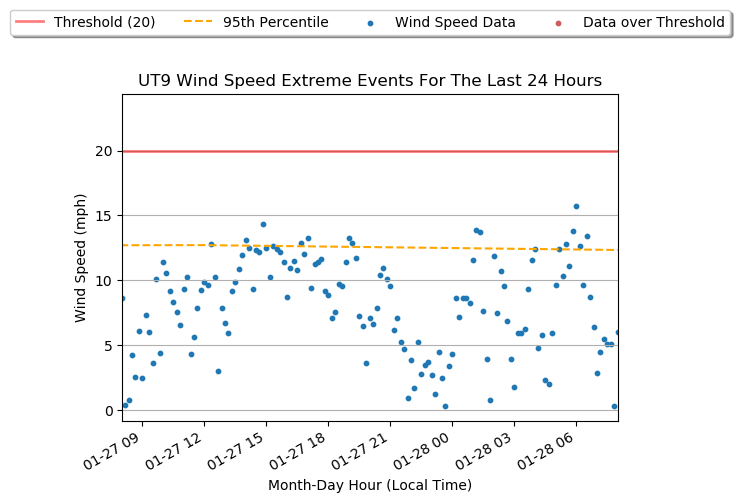 Threshold (20) 95th Percentile Wind Speed Data Data over Threshold
UT9 Wind Speed Extreme Events For The Last 24 Hours
20
15
10
5
0
Wind Speed (mph)
01-27 09 01-27 12 01-27 15 01-27 18 01-27 21 01-28 00 01-28 03 01-28 06
Month-Day Hour (Local Time)